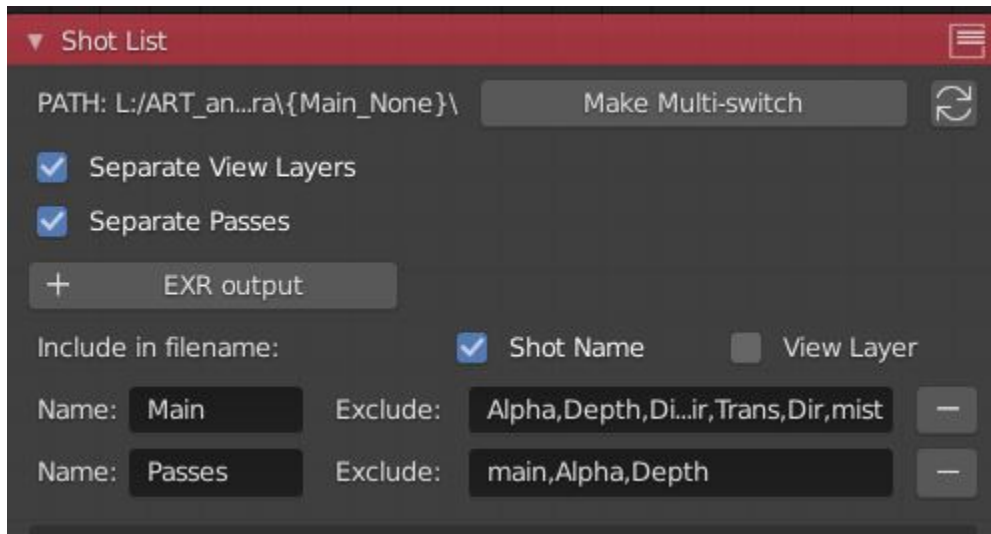 Shot List
PATH: L:/ART_an...ra\{Main_None}\ Make Multi-switch
Separate View Layers
Separate Passes
+ EXR output
Include in filename: Shot Name View Layer
Name: Main Exclude: Alpha,Depth,Di...ir,Trans,Dir,mist
Name: Passes Exclude: main,Alpha,Depth